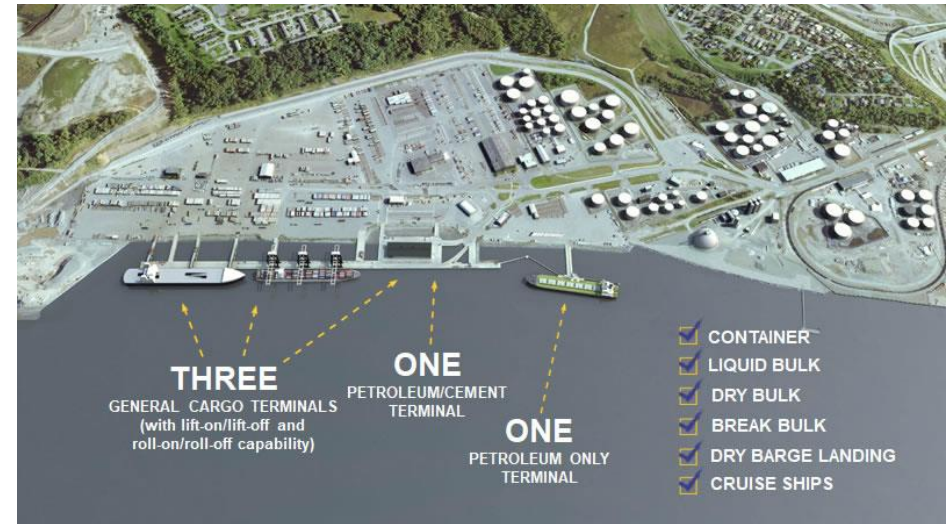 THREE
GENERAL CARGO TERMINALS
(with lift-on/lift-off and
roll-on/roll-off capability)
ONE
PETROLEUM/CEMENT
TERMINAL
ONE
PETROLEUM ONLY
TERMINAL
CONTAINER
LIQUID BULK
DRY BULK
BREAK BULK
DRY BARGE LANDING
CRUISE SHIPS